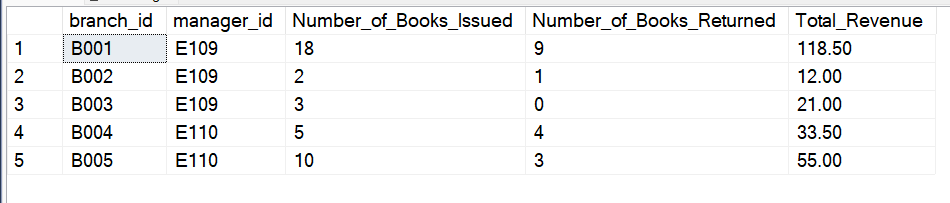 branch_id manager_id Number_of_Books_Issued Number_of_Books_Returned Total_Revenue
1 B001 E109 18 9 118.50
2 B002 E109 2 1 12.00
3 B003 E109 3 0 21.00
4 B004 E110 5 4 33.50
5 B005 E110 10 3 55.00